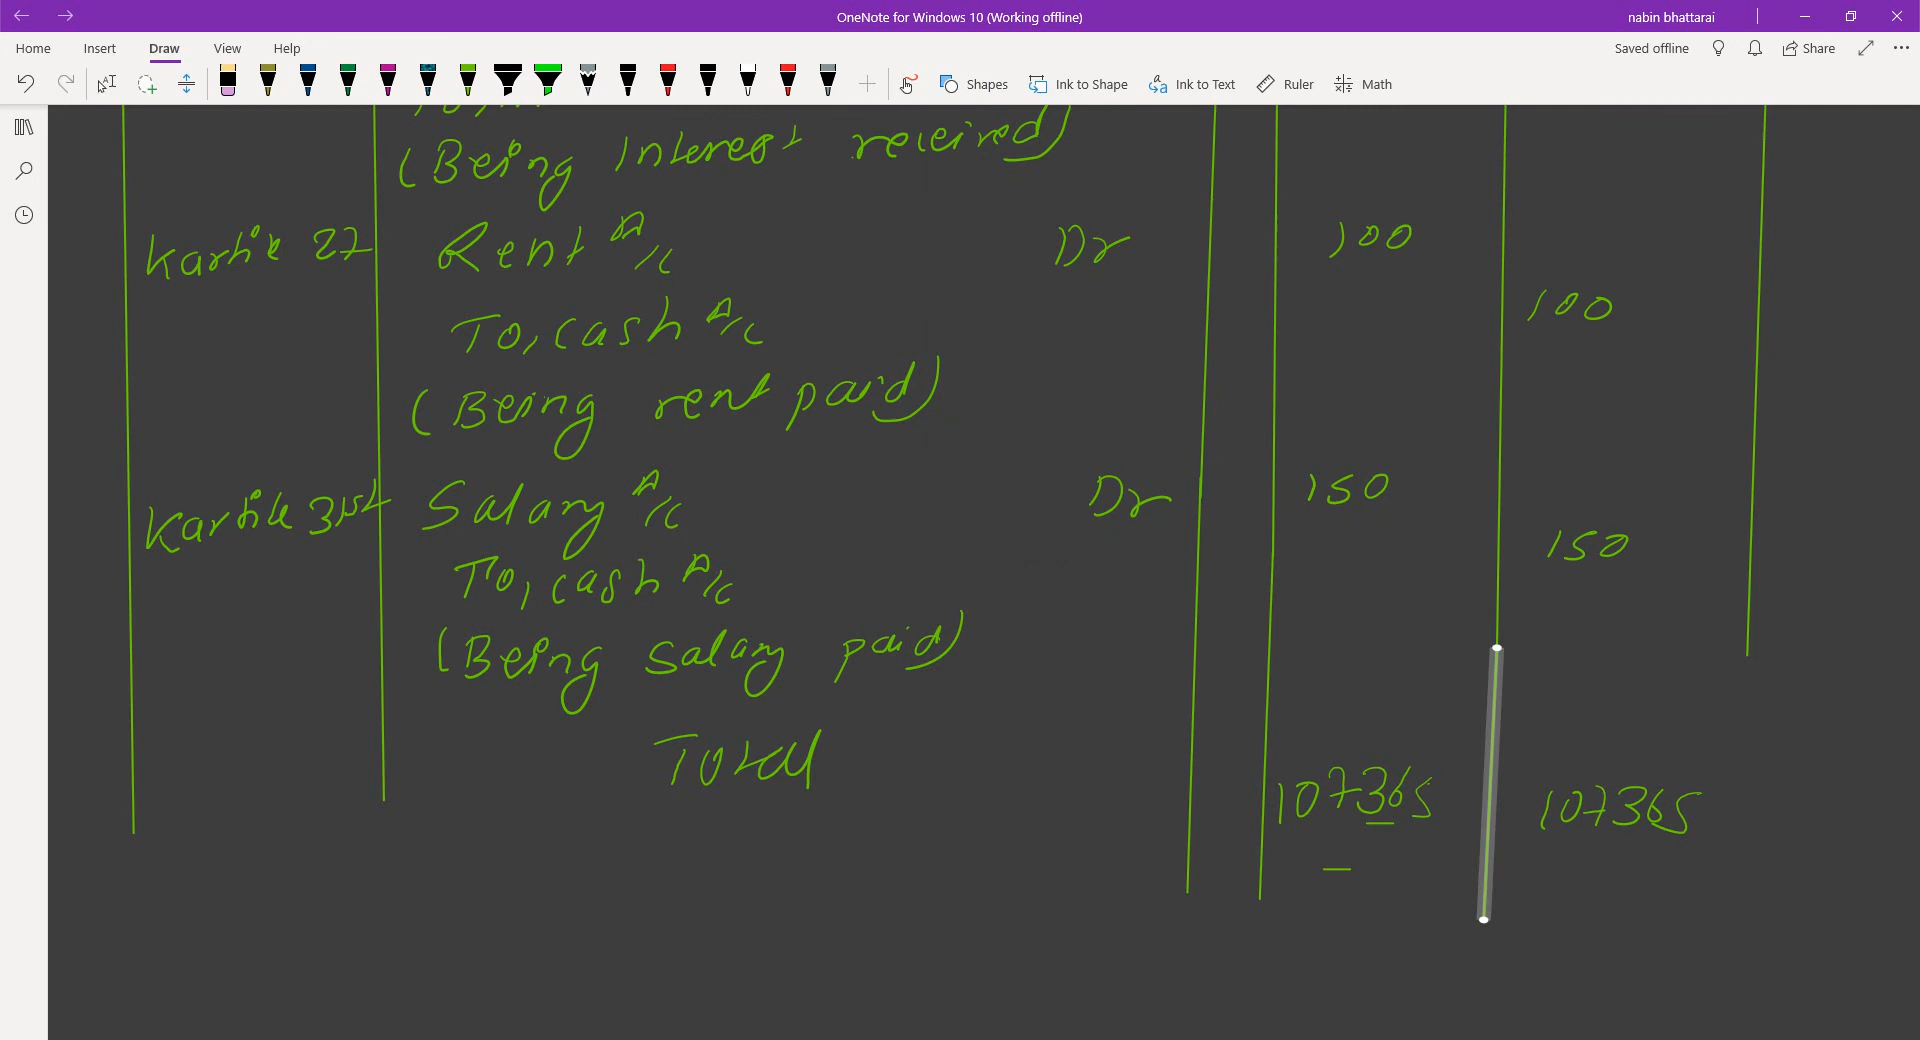 OneNote for Windows 10 (Working offline)
nabin bhattarai
Home Insert Draw View Help
Saved offline Share
Shapes Ink to Shape Ink to Text Ruler Math
(Being Interest received)
Kartik 27 Rent A/c Dr 100
To, cash A/c 100
(Being rent paid)
Kartik 31st Salary A/c Dr 150
To, cash A/c 150
(Being salary paid)
Total 107365 107365